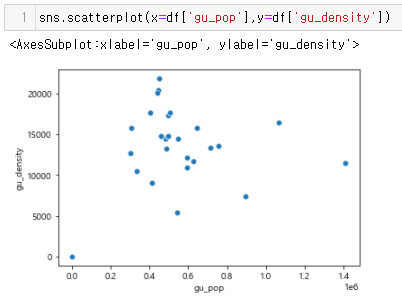 1 sns.scatterplot(x=df['gu_pop'],y=df['gu_density'])
<AxesSubplot:xlabel='gu_pop', ylabel='gu_density'>
20000
15000
10000
5000
0
gu_density
0.0 0.2 0.4 0.6 0.8 1.0 1.2 1.4
1e6
gu_pop